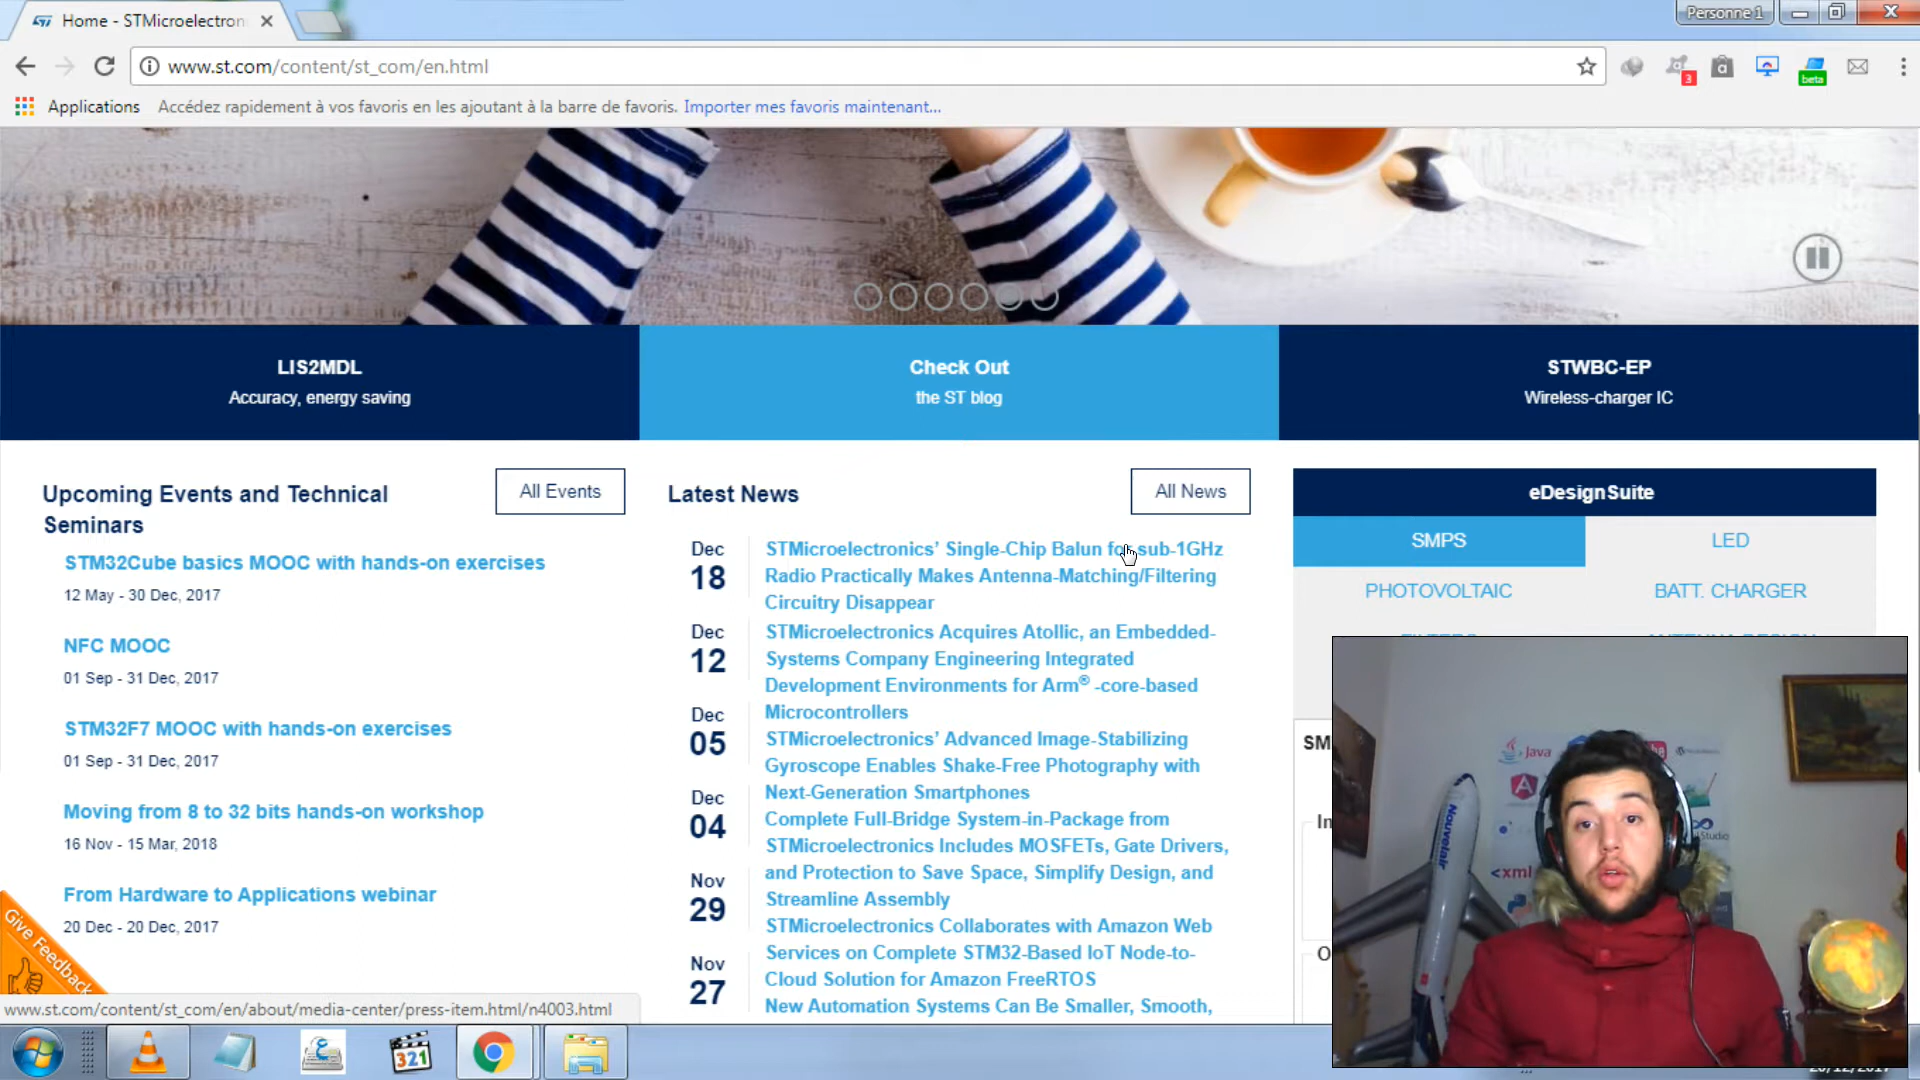 Home - STMicroelectron
Personne 1
www.st.com/content/st_com/en.html
3
beta
Applications
Accédez rapidement à vos favoris en les ajoutant à la barre de favoris. Importer mes favoris maintenant...
LIS2MDL
Accuracy, energy saving
Check Out
the ST blog
STWBC-EP
Wireless-charger IC
Upcoming Events and Technical
Seminars
All Events
STM32Cube basics MOOC with hands-on exercises
12 May - 30 Dec, 2017
NFC MOOC
01 Sep - 31 Dec, 2017
STM32F7 MOOC with hands-on exercises
01 Sep - 31 Dec, 2017
Moving from 8 to 32 bits hands-on workshop
16 Nov - 15 Mar, 2018
From Hardware to Applications webinar
20 Dec - 20 Dec, 2017
Give Feedback
Latest News
All News
Dec
18
STMicroelectronics’ Single-Chip Balun for sub-1GHz
Radio Practically Makes Antenna-Matching/Filtering
Circuitry Disappear
Dec
12
STMicroelectronics Acquires Atollic, an Embedded-
Systems Company Engineering Integrated
Development Environments for Arm® -core-based
Microcontrollers
Dec
05
STMicroelectronics’ Advanced Image-Stabilizing
Gyroscope Enables Shake-Free Photography with
Next-Generation Smartphones
Dec
04
Complete Full-Bridge System-in-Package from
STMicroelectronics Includes MOSFETs, Gate Drivers,
and Protection to Save Space, Simplify Design, and
Streamline Assembly
Nov
29
STMicroelectronics Collaborates with Amazon Web
Services on Complete STM32-Based IoT Node-to-
Cloud Solution for Amazon FreeRTOS
Nov
27
New Automation Systems Can Be Smaller, Smooth,
eDesignSuite
SMPS
LED
PHOTOVOLTAIC
BATT. CHARGER
SM
In
O
Java
Nouvelair
<xml
www.st.com/content/st_com/en/about/media-center/press-item.html/n4003.html
321